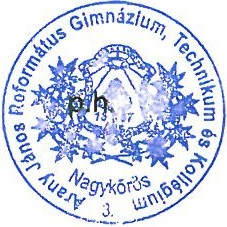 Arany János Református Gimnázium, Technikum és Kollégium
p.h.
Nagykőrös
3.